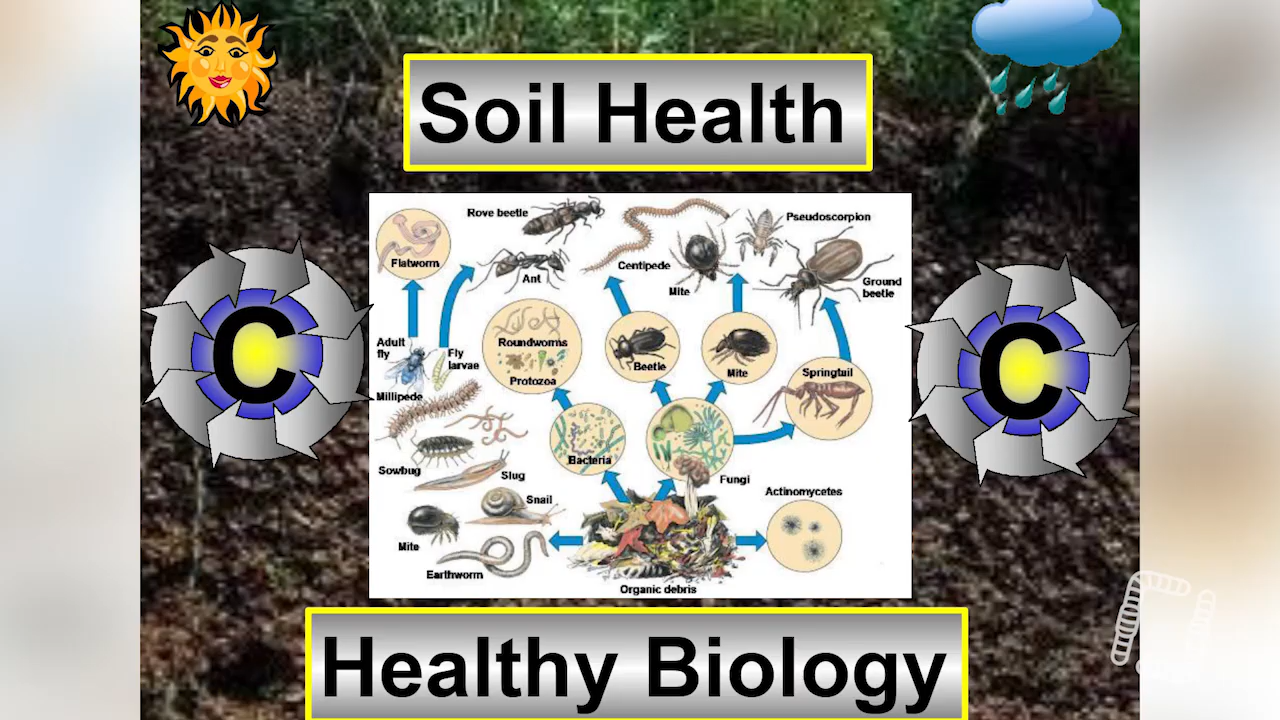 Soil Health
Rove beetle
Pseudoscorpion
Flatworm
Ant
Centipede
Mite
Ground
beetle
Adult
fly
Fly
larvae
Roundworms
Protozoa
Beetle
Mite
Springtail
Millipede
Bacteria
Sowbug
Slug
Fungi
Snail
Actinomycetes
Mite
Earthworm
Organic debris
C
C
Healthy Biology